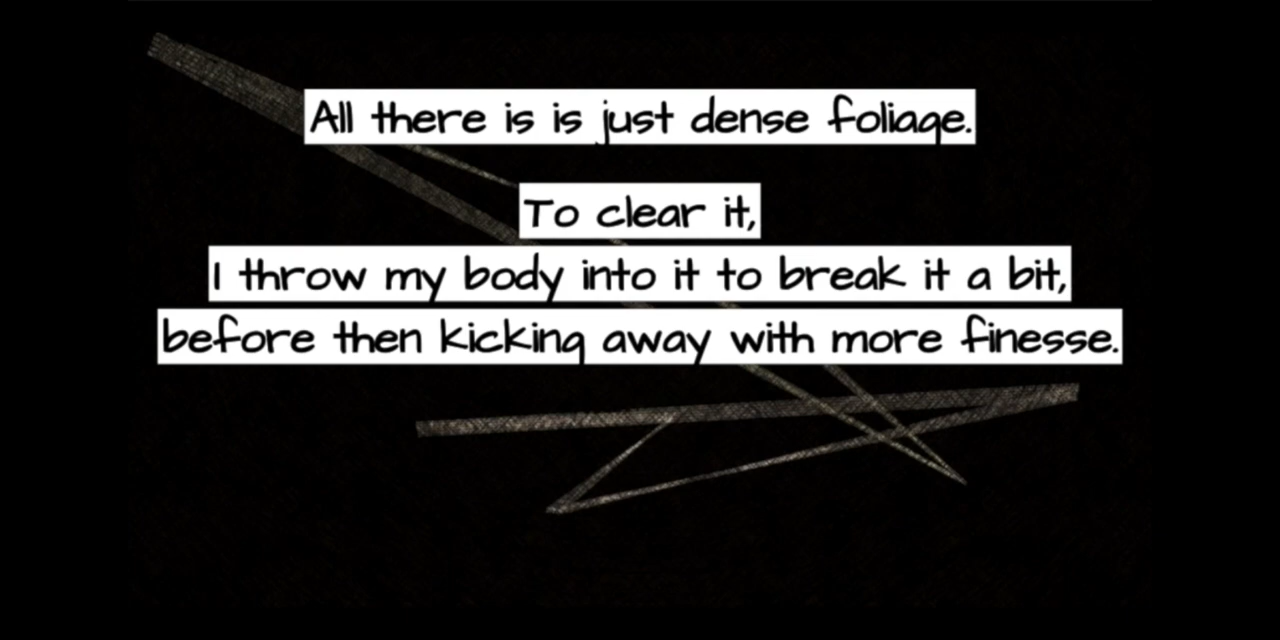 All there is is just dense foliage.
To clear it,
I throw my body into it to break it a bit,
before then kicking away with more finesse.